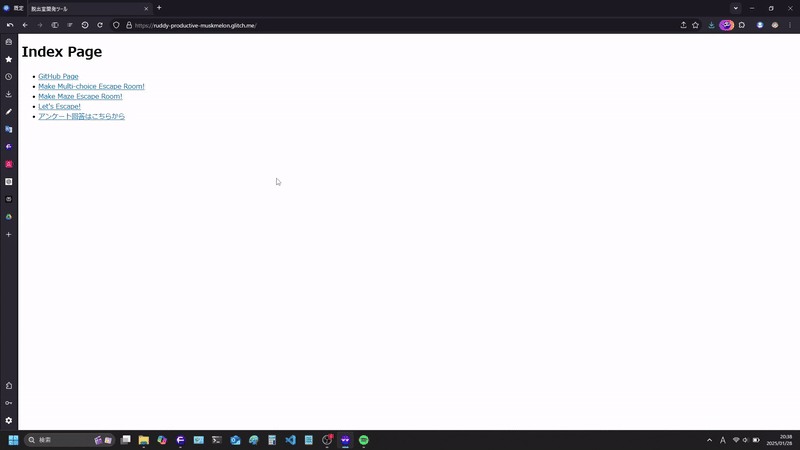 既定
脱出室開発ツール
https://ruddy-productive-muskmelon.glitch.me/
Index Page
GitHub Page
Make Multi-choice Escape Room!
Make Maze Escape Room!
Let's Escape!
アンケート回答はこちらから
検索
A
20:38
2025/01/28